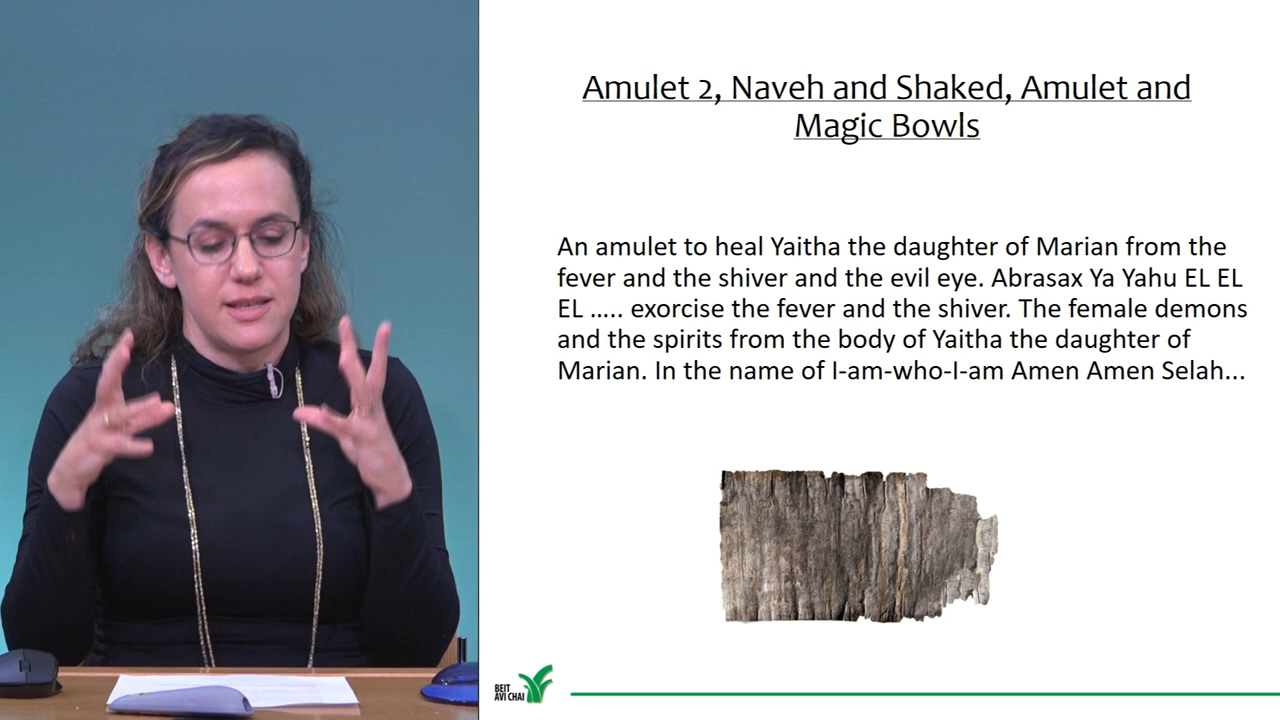 Amulet 2, Naveh and Shaked, Amulet and
Magic Bowls
An amulet to heal Yaitha the daughter of Marian from the
fever and the shiver and the evil eye. Abrasax Ya Yahu EL EL
EL ..... exorcise the fever and the shiver. The female demons
and the spirits from the body of Yaitha the daughter of
Marian. In the name of I-am-who-I-am Amen Amen Selah...
BEIT
AVI CHAI